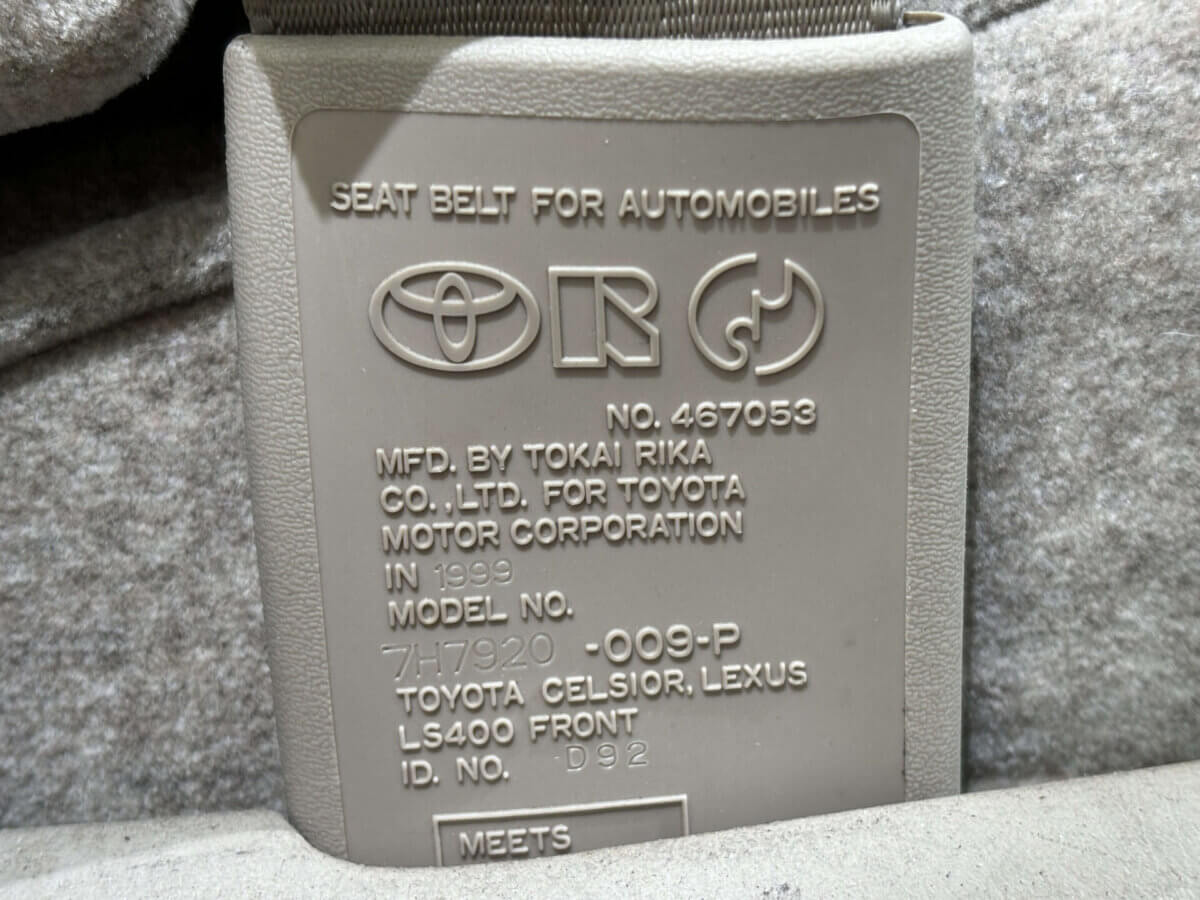 SEAT BELT FOR AUTOMOBILES
NO. 467053
MFD. BY TOKAI RIKA
CO.,LTD. FOR TOYOTA
MOTOR CORPORATION
IN 1999
MODEL NO.
7H7920 -009-P
TOYOTA CELSIOR, LEXUS
LS400 FRONT
ID. NO. D92
MEETS